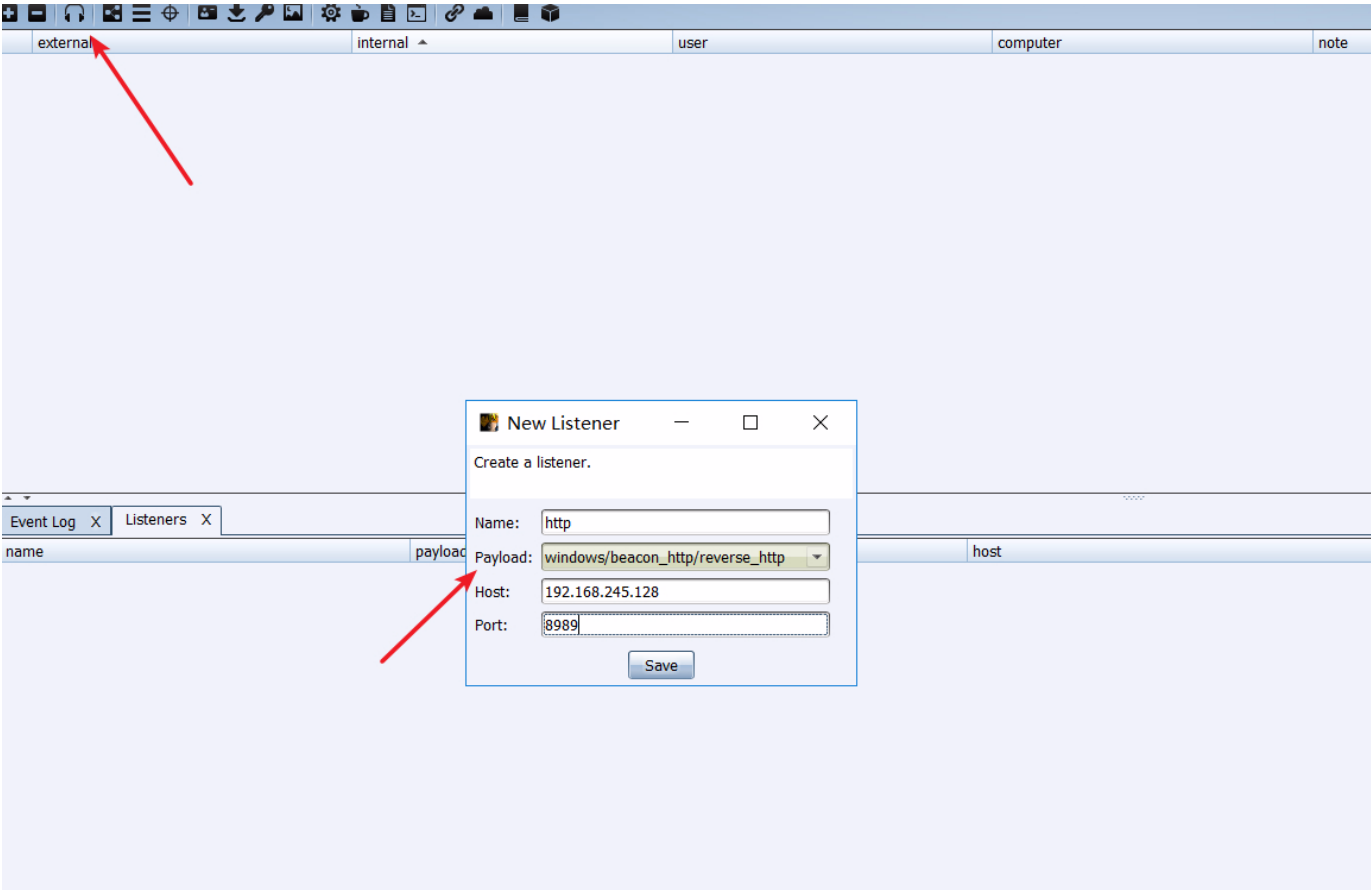 external internal user computer note
New Listener
Create a listener.
Name: http
Payload: windows/beacon_http/reverse_http
Host: 192.168.245.128
Port: 8989
Save
Event Log X Listeners X
name payload host